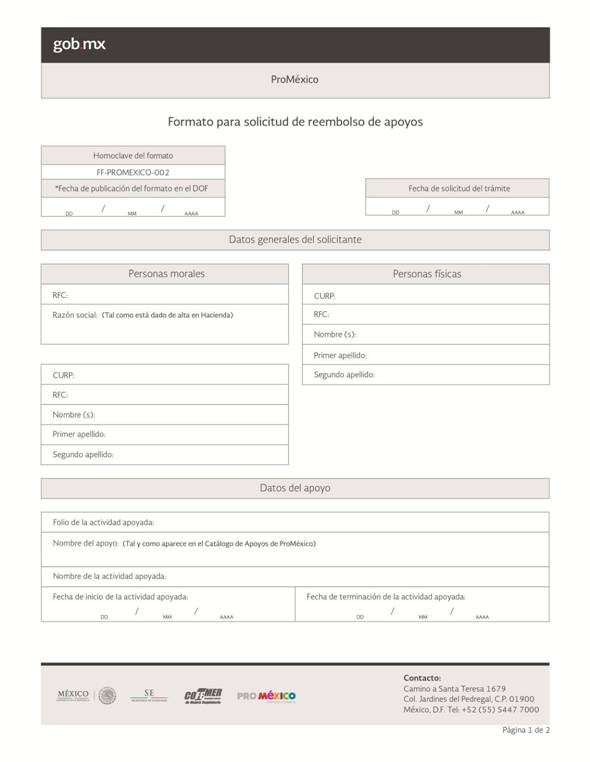 gob.mx
ProMéxico
Formato para solicitud de reembolso de apoyos
Homoclave del formato
FF-PROMEXICO-002
*Fecha de publicación del formato en el DOF
DD / MM / AAAA
Fecha de solicitud del trámite
DD / MM / AAAA
Datos generales del solicitante
Personas morales
RFC:
Razón social: (Tal como está dado de alta en Hacienda)
CURP:
RFC:
Nombre (s):
Primer apellido:
Segundo apellido:
Personas físicas
CURP:
RFC:
Nombre (s):
Primer apellido:
Segundo apellido:
Datos del apoyo
Folio de la actividad apoyada:
Nombre del apoyo: (Tal y como aparece en el Catálogo de Apoyos de ProMéxico)
Nombre de la actividad apoyada:
Fecha de inicio de la actividad apoyada:
DD / MM / AAAA
Fecha de terminación de la actividad apoyada:
DD / MM / AAAA
MÉXICO
SE
COFEMER
PROMÉXICO
Contacto:
Camino a Santa Teresa 1679
Col. Jardines del Pedregal, C.P. 01900
México, D.F. Tel: +52 (55) 5447 7000
Página 1 de 2